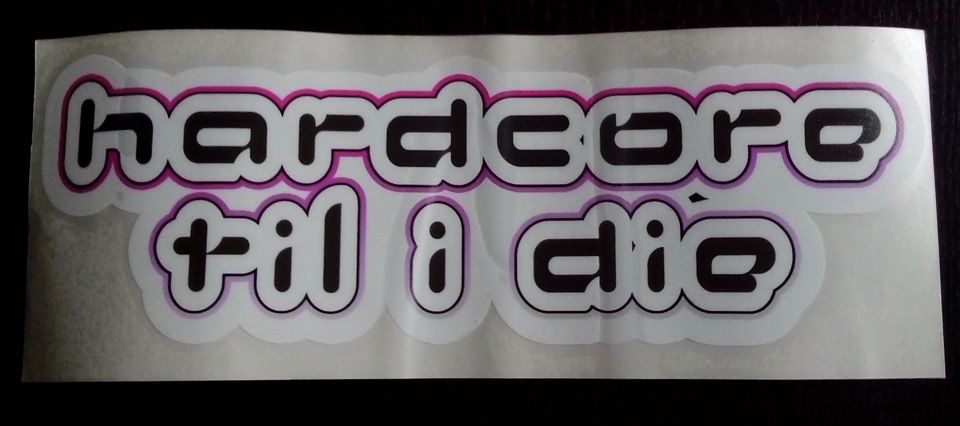 hardcore
til i die